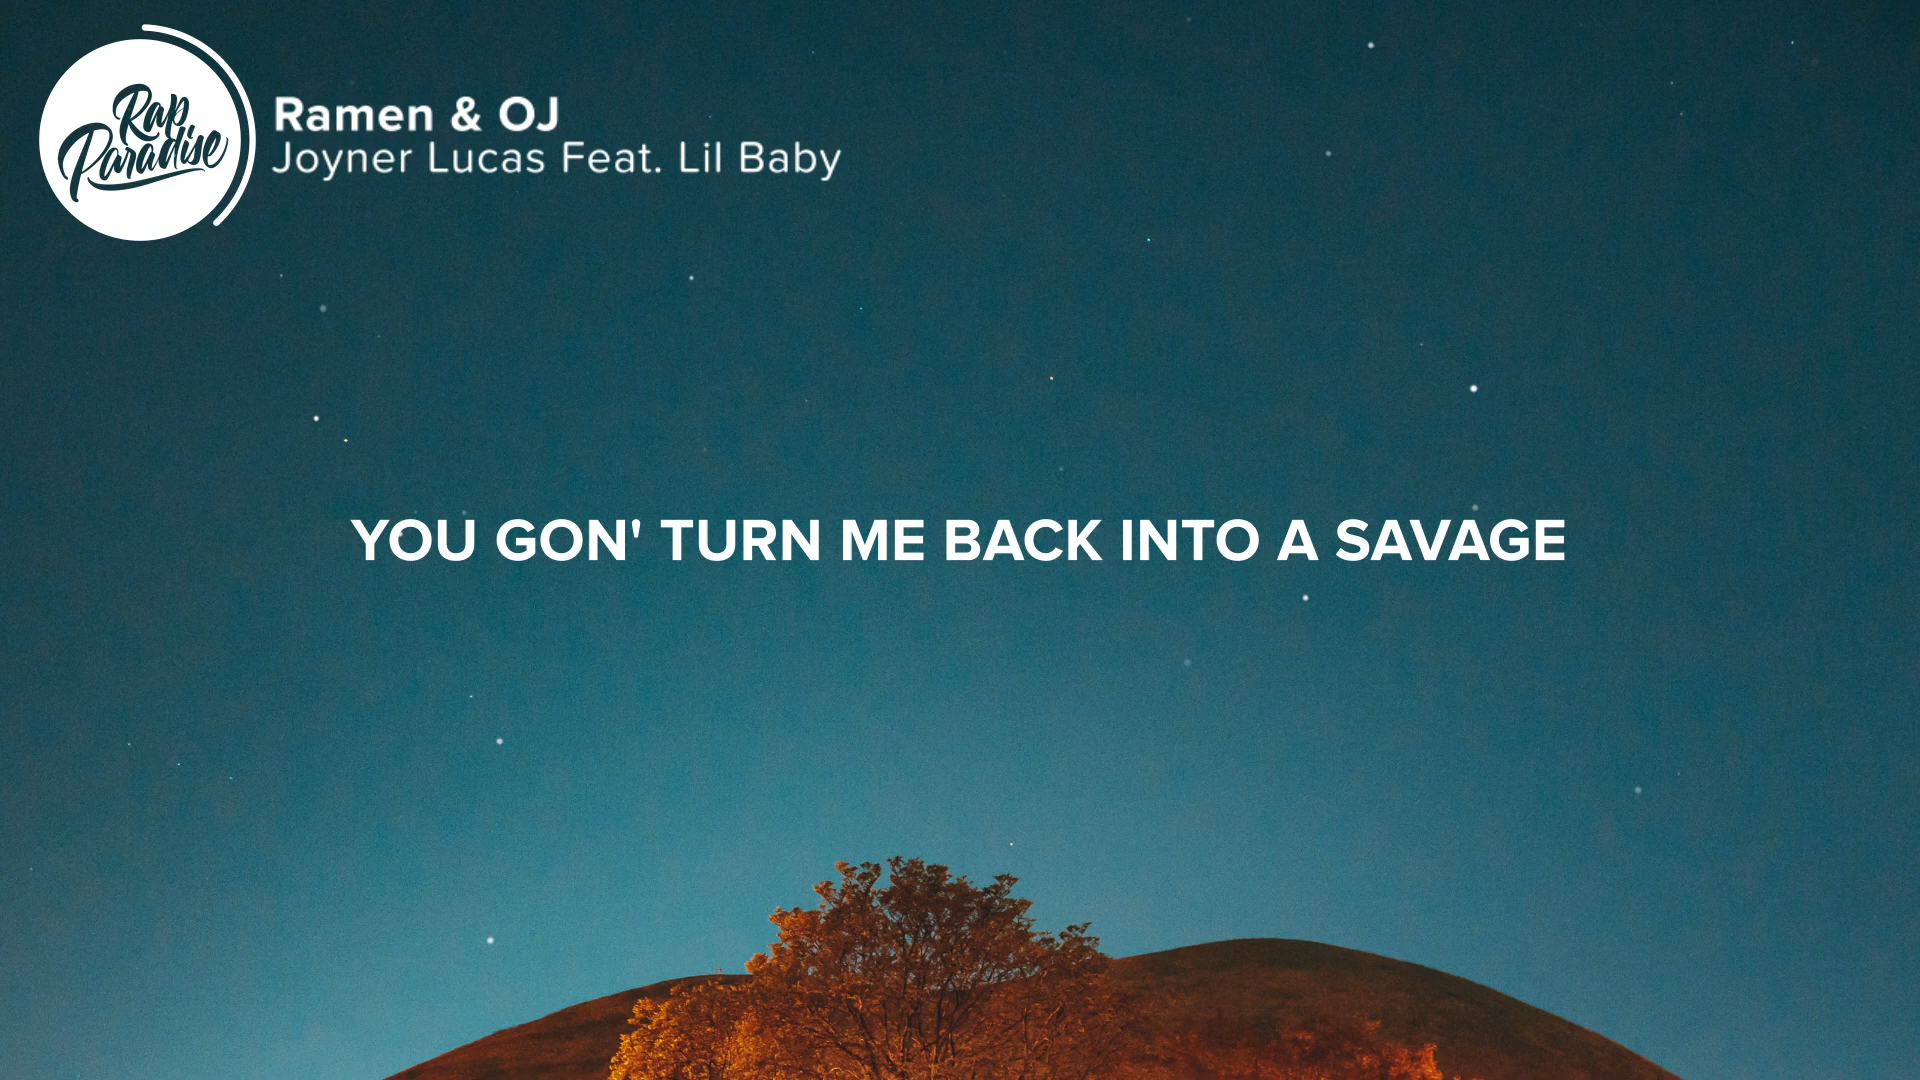 Rap
Paradise
Ramen & OJ
Joyner Lucas Feat. Lil Baby
YOU GON' TURN ME BACK INTO A SAVAGE